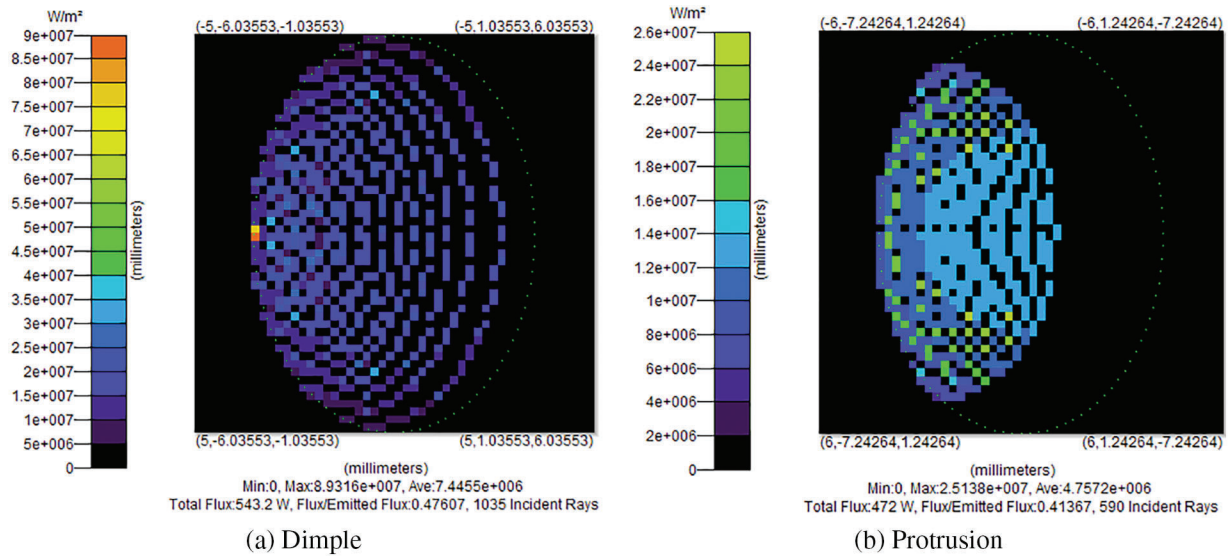 W/m²
9e+007
8.5e+007
8e+007
7.5e+007
7e+007
6.5e+007
6e+007
5.5e+007
5e+007
4.5e+007
4e+007
3.5e+007
3e+007
2.5e+007
2e+007
1.5e+007
1e+007
5e+006
0
(-5,-6.03553,-1.03553)
(-5,1.03553,6.03553)
(millimeters)
(5,-6.03553,-1.03553)
(5,1.03553,6.03553)
(millimeters)
Min:0, Max:8.9316e+007, Ave:7.4455e+006
Total Flux:543.2 W, Flux/Emitted Flux:0.47607, 1035 Incident Rays
(a) Dimple
W/m²
2.6e+007
2.4e+007
2.2e+007
2e+007
1.8e+007
1.6e+007
1.4e+007
1.2e+007
1e+007
8e+006
6e+006
4e+006
2e+006
0
(-6,-7.24264,1.24264)
(-6,1.24264,-7.24264)
(millimeters)
(6,-7.24264,1.24264)
(6,1.24264,-7.24264)
(millimeters)
Min:0, Max:2.5138e+007, Ave:4.7572e+006
Total Flux:472 W, Flux/Emitted Flux:0.41367, 590 Incident Rays
(b) Protrusion